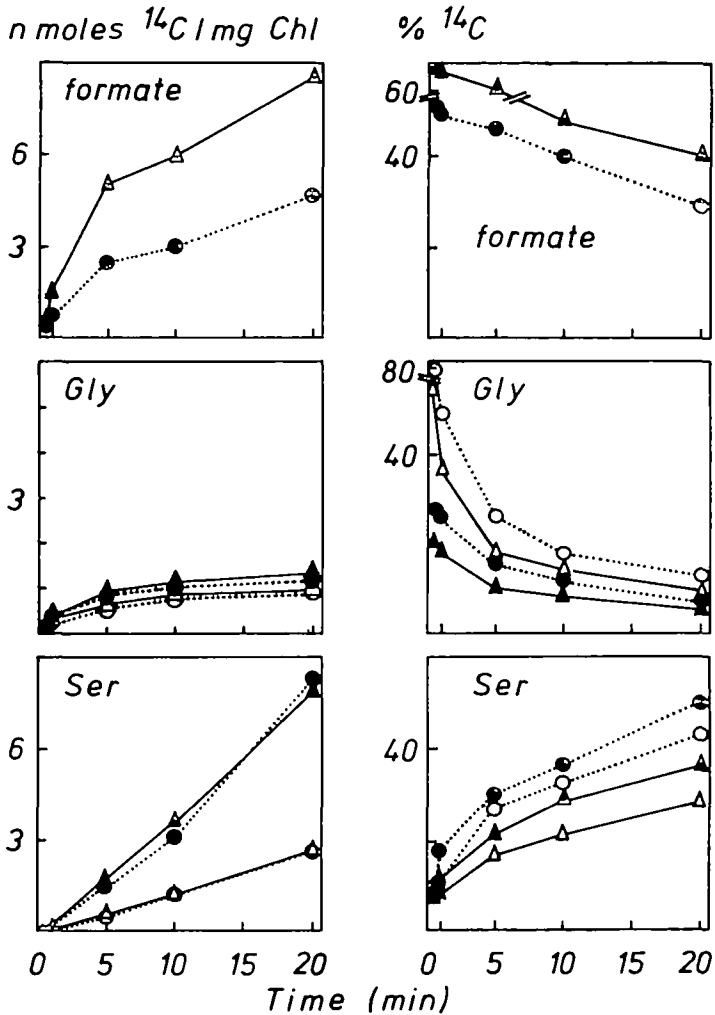 n moles ¹⁴C/mg Chl
% ¹⁴C
formate
6
3
60
40
formate
Gly
3
80
40
Gly
Ser
6
3
0 5 10 15 20
40
Ser
0 5 10 15 20
Time (min)